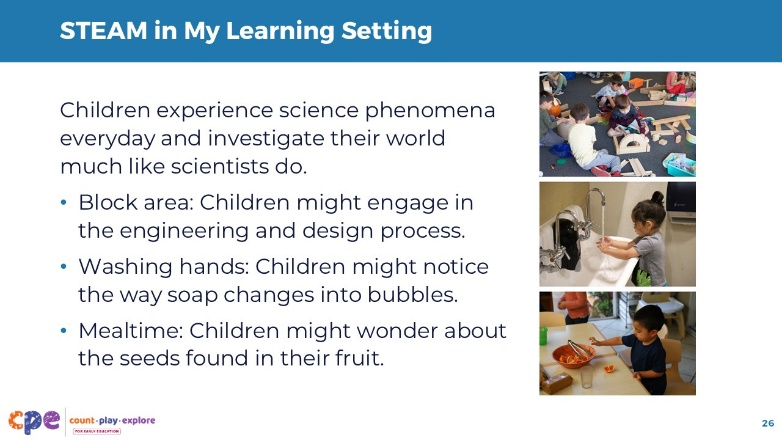 STEAM in My Learning Setting
Children experience science phenomena
everyday and investigate their world
much like scientists do.
• Block area: Children might engage in
the engineering and design process.
• Washing hands: Children might notice
the way soap changes into bubbles.
• Mealtime: Children might wonder about
the seeds found in their fruit.
cpe
count·play·explore
FOR EARLY EDUCATION
26